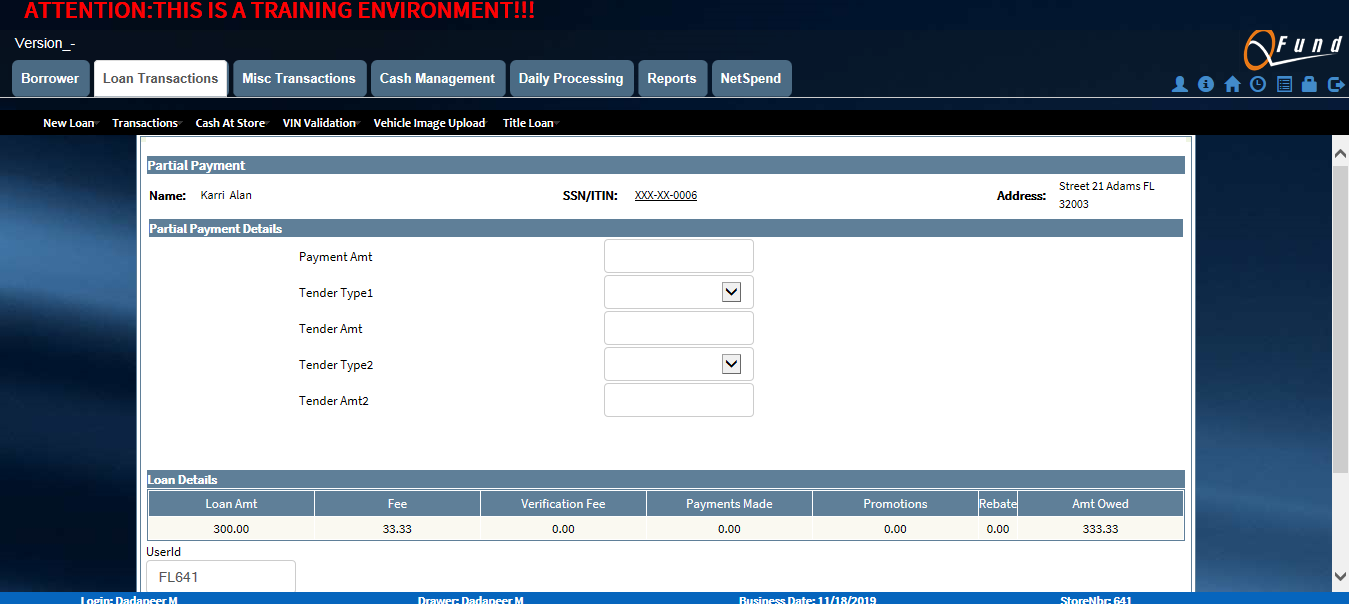 ATTENTION:THIS IS A TRAINING ENVIRONMENT!!!
Version_-
QFund
Borrower Loan Transactions Misc Transactions Cash Management Daily Processing Reports NetSpend
New Loan Transactions Cash At Store VIN Validation Vehicle Image Upload Title Loan
Partial Payment
Name: Karri Alan SSN/ITIN: XXX-XX-0006 Address: Street 21 Adams FL
32003
Partial Payment Details
Payment Amt
Tender Type1
Tender Amt
Tender Type2
Tender Amt2
Loan Details
Loan Amt Fee Verification Fee Payments Made Promotions Rebate Amt Owed
300.00 33.33 0.00 0.00 0.00 0.00 333.33
UserId
FL641
Login: Dadapeer M Drawer: Dadapeer M Business Date: 11/18/2019 StoreNbr: 641